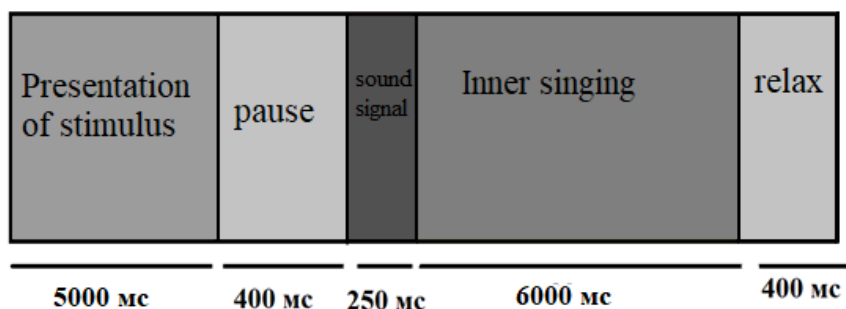 Presentation
of stimulus
pause
sound
signal
Inner singing
relax
5000 мс
400 мс
250 мс
6000 мс
400 мс